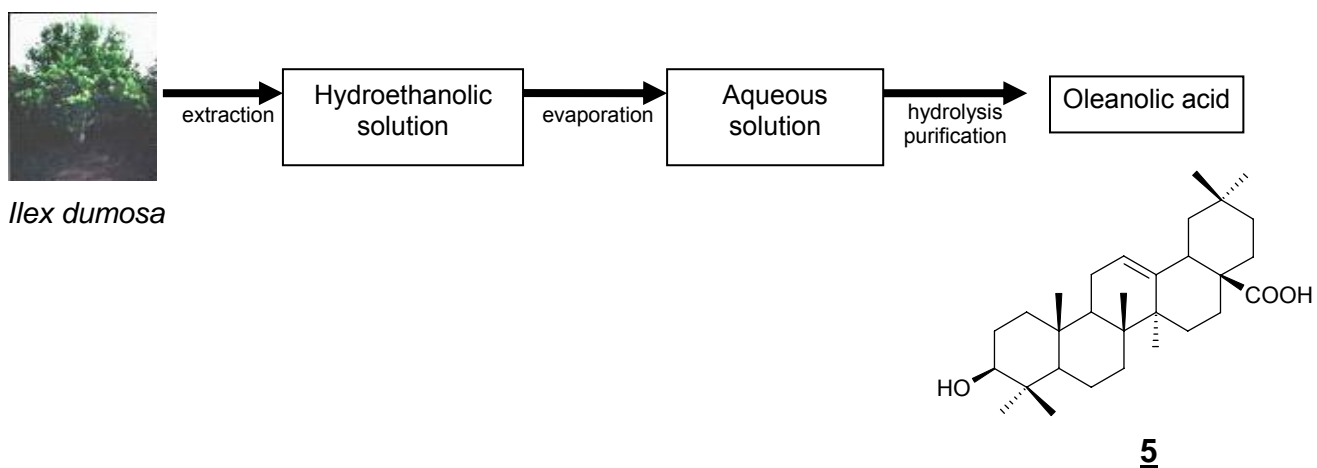 Hydroethanolic
solution
Aqueous
solution
Oleanolic acid
extraction
evaporation
hydrolysis
purification
Ilex dumosa
COOH
HO
5